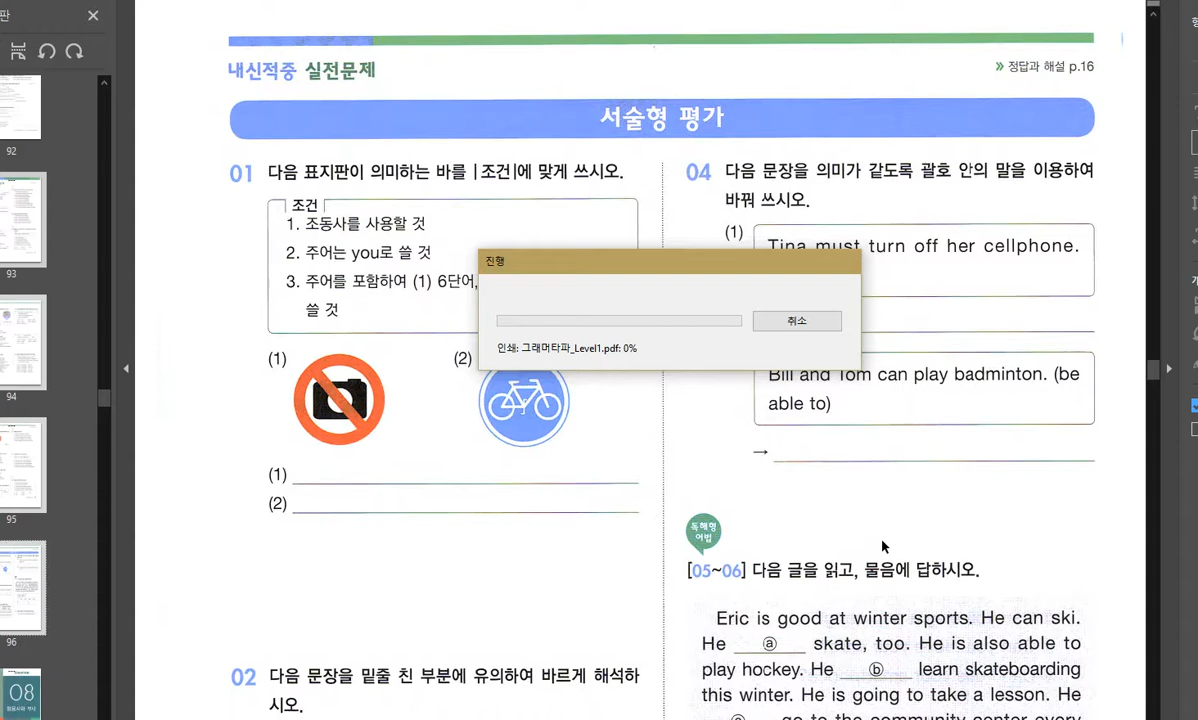 판
92
93
94
95
96
08
내신적중 실전문제
» 정답과 해설 p.16
서술형 평가
01 다음 표지판이 의미하는 바를 |조건|에 맞게 쓰시오.
조건
1. 조동사를 사용할 것
2. 주어는 you로 쓸 것
3. 주어를 포함하여 (1) 6단어,
쓸 것
(1)
(2)
(1)
(2)
02 다음 문장을 밑줄 친 부분에 유의하여 바르게 해석하
시오.
04 다음 문장을 의미가 같도록 괄호 안의 말을 이용하여
바꿔 쓰시오.
(1)
Tina must turn off her cellphone.
Bill and Tom can play badminton. (be
able to)
→
독해형
어법
[05~06] 다음 글을 읽고, 물음에 답하시오.
Eric is good at winter sports. He can ski.
He ⓐ skate, too. He is also able to
play hockey. He ⓑ learn skateboarding
this winter. He is going to take a lesson. He
go to the community center every
진행
취소
인쇄: 그래머타파_Level1.pdf: 0%